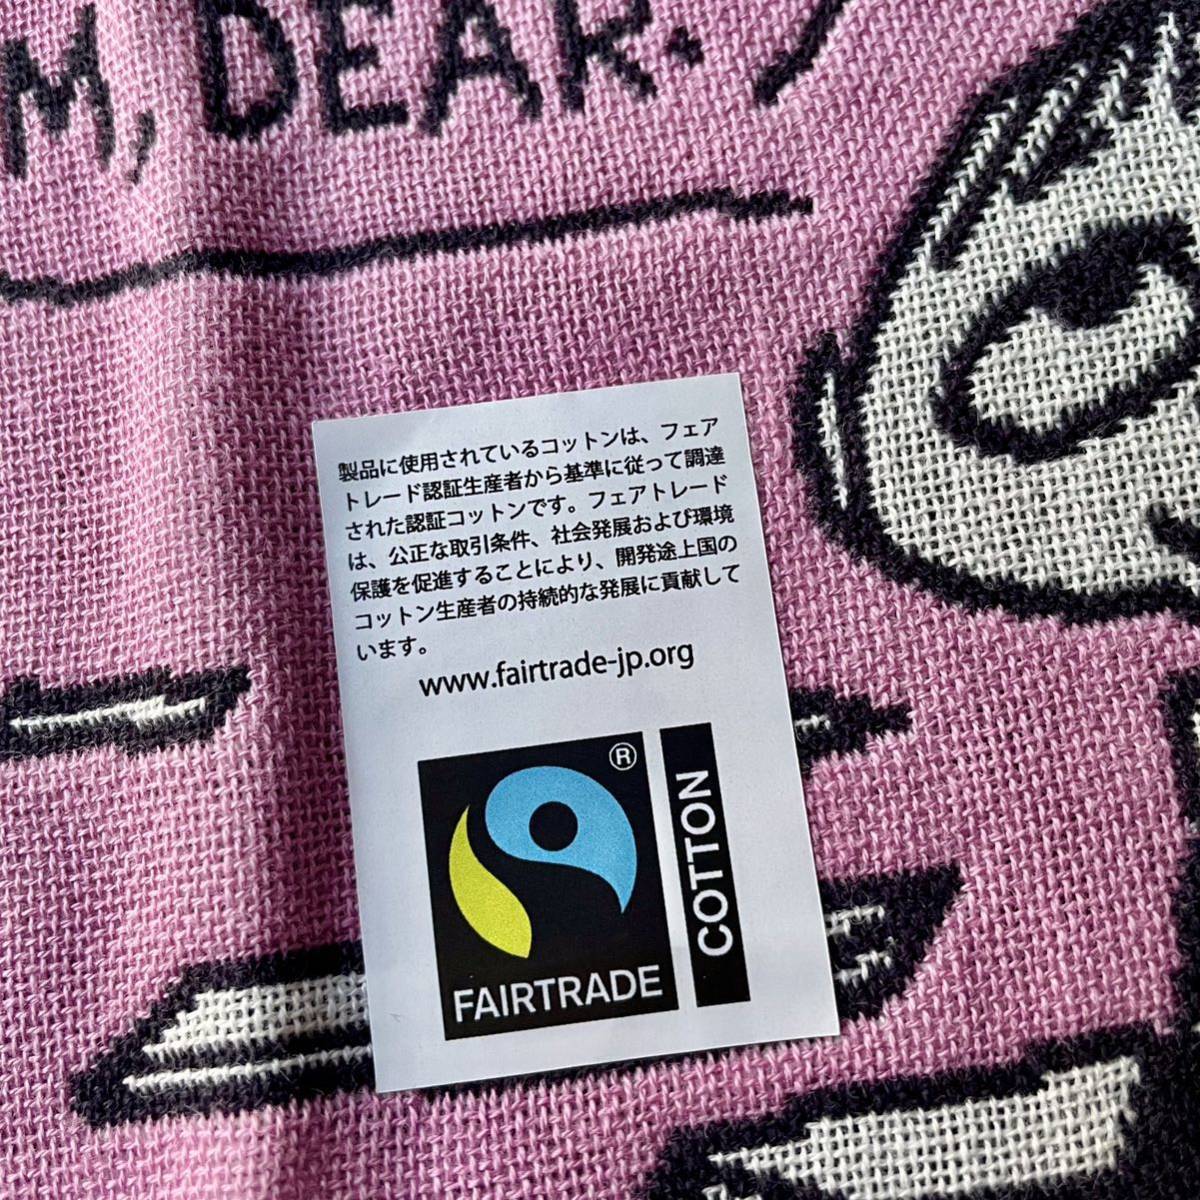 M, DEAR.
製品に使用されているコットンは、フェア
トレード認証生産者から基準に従って調達
された認証コットンです。フェアトレード
は、公正な取引条件、社会発展および環境
保護を促進することにより、開発途上国の
コットン生産者の持続的な発展に貢献して
います。
www.fairtrade-jp.org
®
FAIRTRADE
COTTON